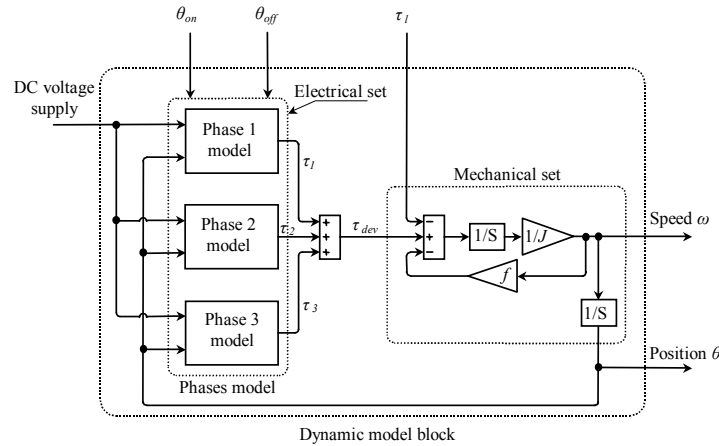 θon
θoff
τl
DC voltage
supply
Electrical set
Phase 1
model
τ1
Mechanical set
Phase 2
model
τ2
+
+
+
τdev
−
+
−
1/S
1/J
Speed ω
f
Phase 3
model
τ3
1/S
Phases model
Position θ
Dynamic model block